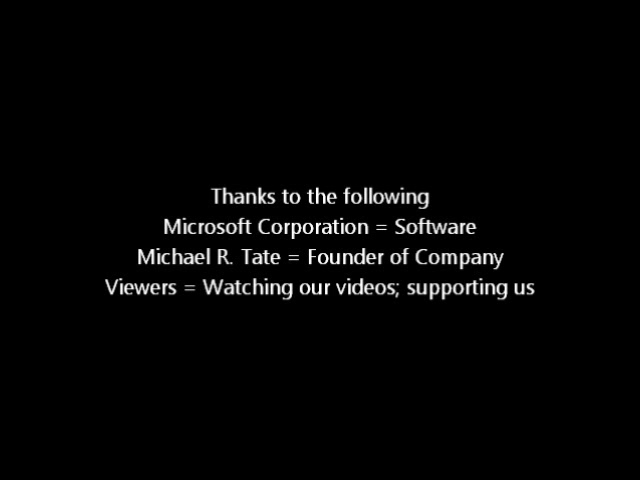 Thanks to the following
Microsoft Corporation = Software
Michael R. Tate = Founder of Company
Viewers = Watching our videos; supporting us